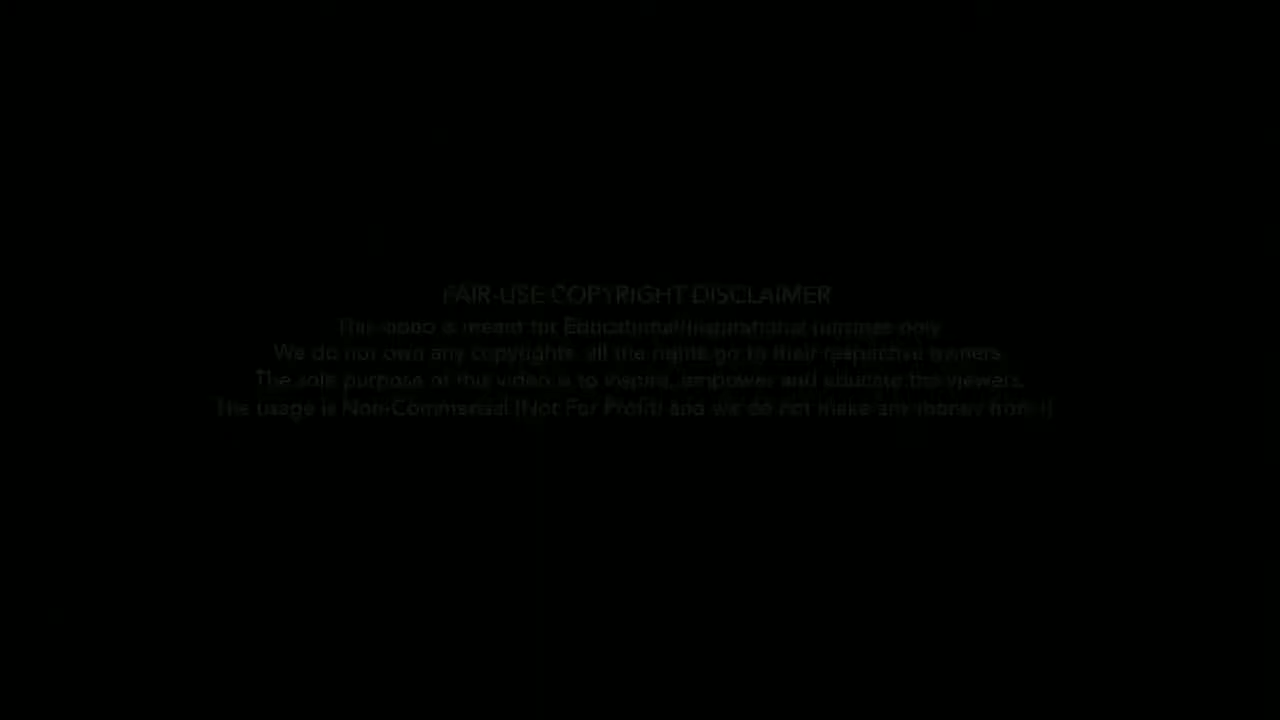 FAIR-USE COPYRIGHT DISCLAIMER
This video is meant for Educational/Inspirational purpose only
We do not own any copyrights, all the rights go to their respective owners
The sole purpose of this video is to inspire, empower and educate the viewers.
The usage is Non-Commercial (Not For Profit) and we do not make any money from it